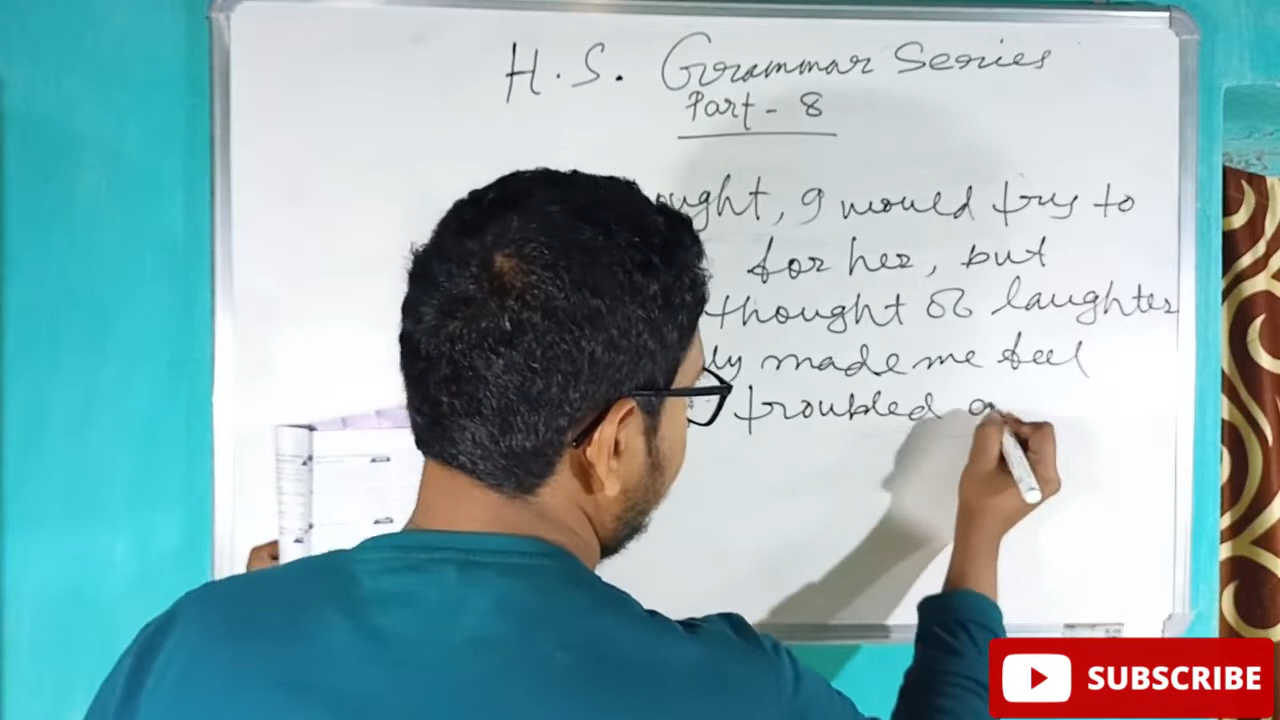 H.S. Grammar Series
Part - 8
ought, I would try to
for her, but
thought of laughter
ly made me feel
troubled a
SUBSCRIBE